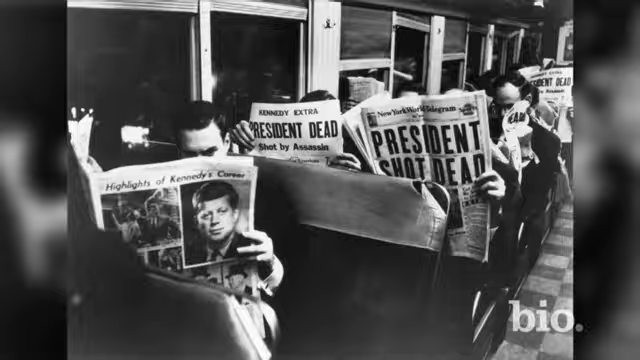 Highlights of Kennedy's Career
KENNEDY EXTRA
PRESIDENT DEAD
Shot by Assassin
New York World-Telegram
PRESIDENT
SHOT DEAD
PRESIDENT DEAD
bio.